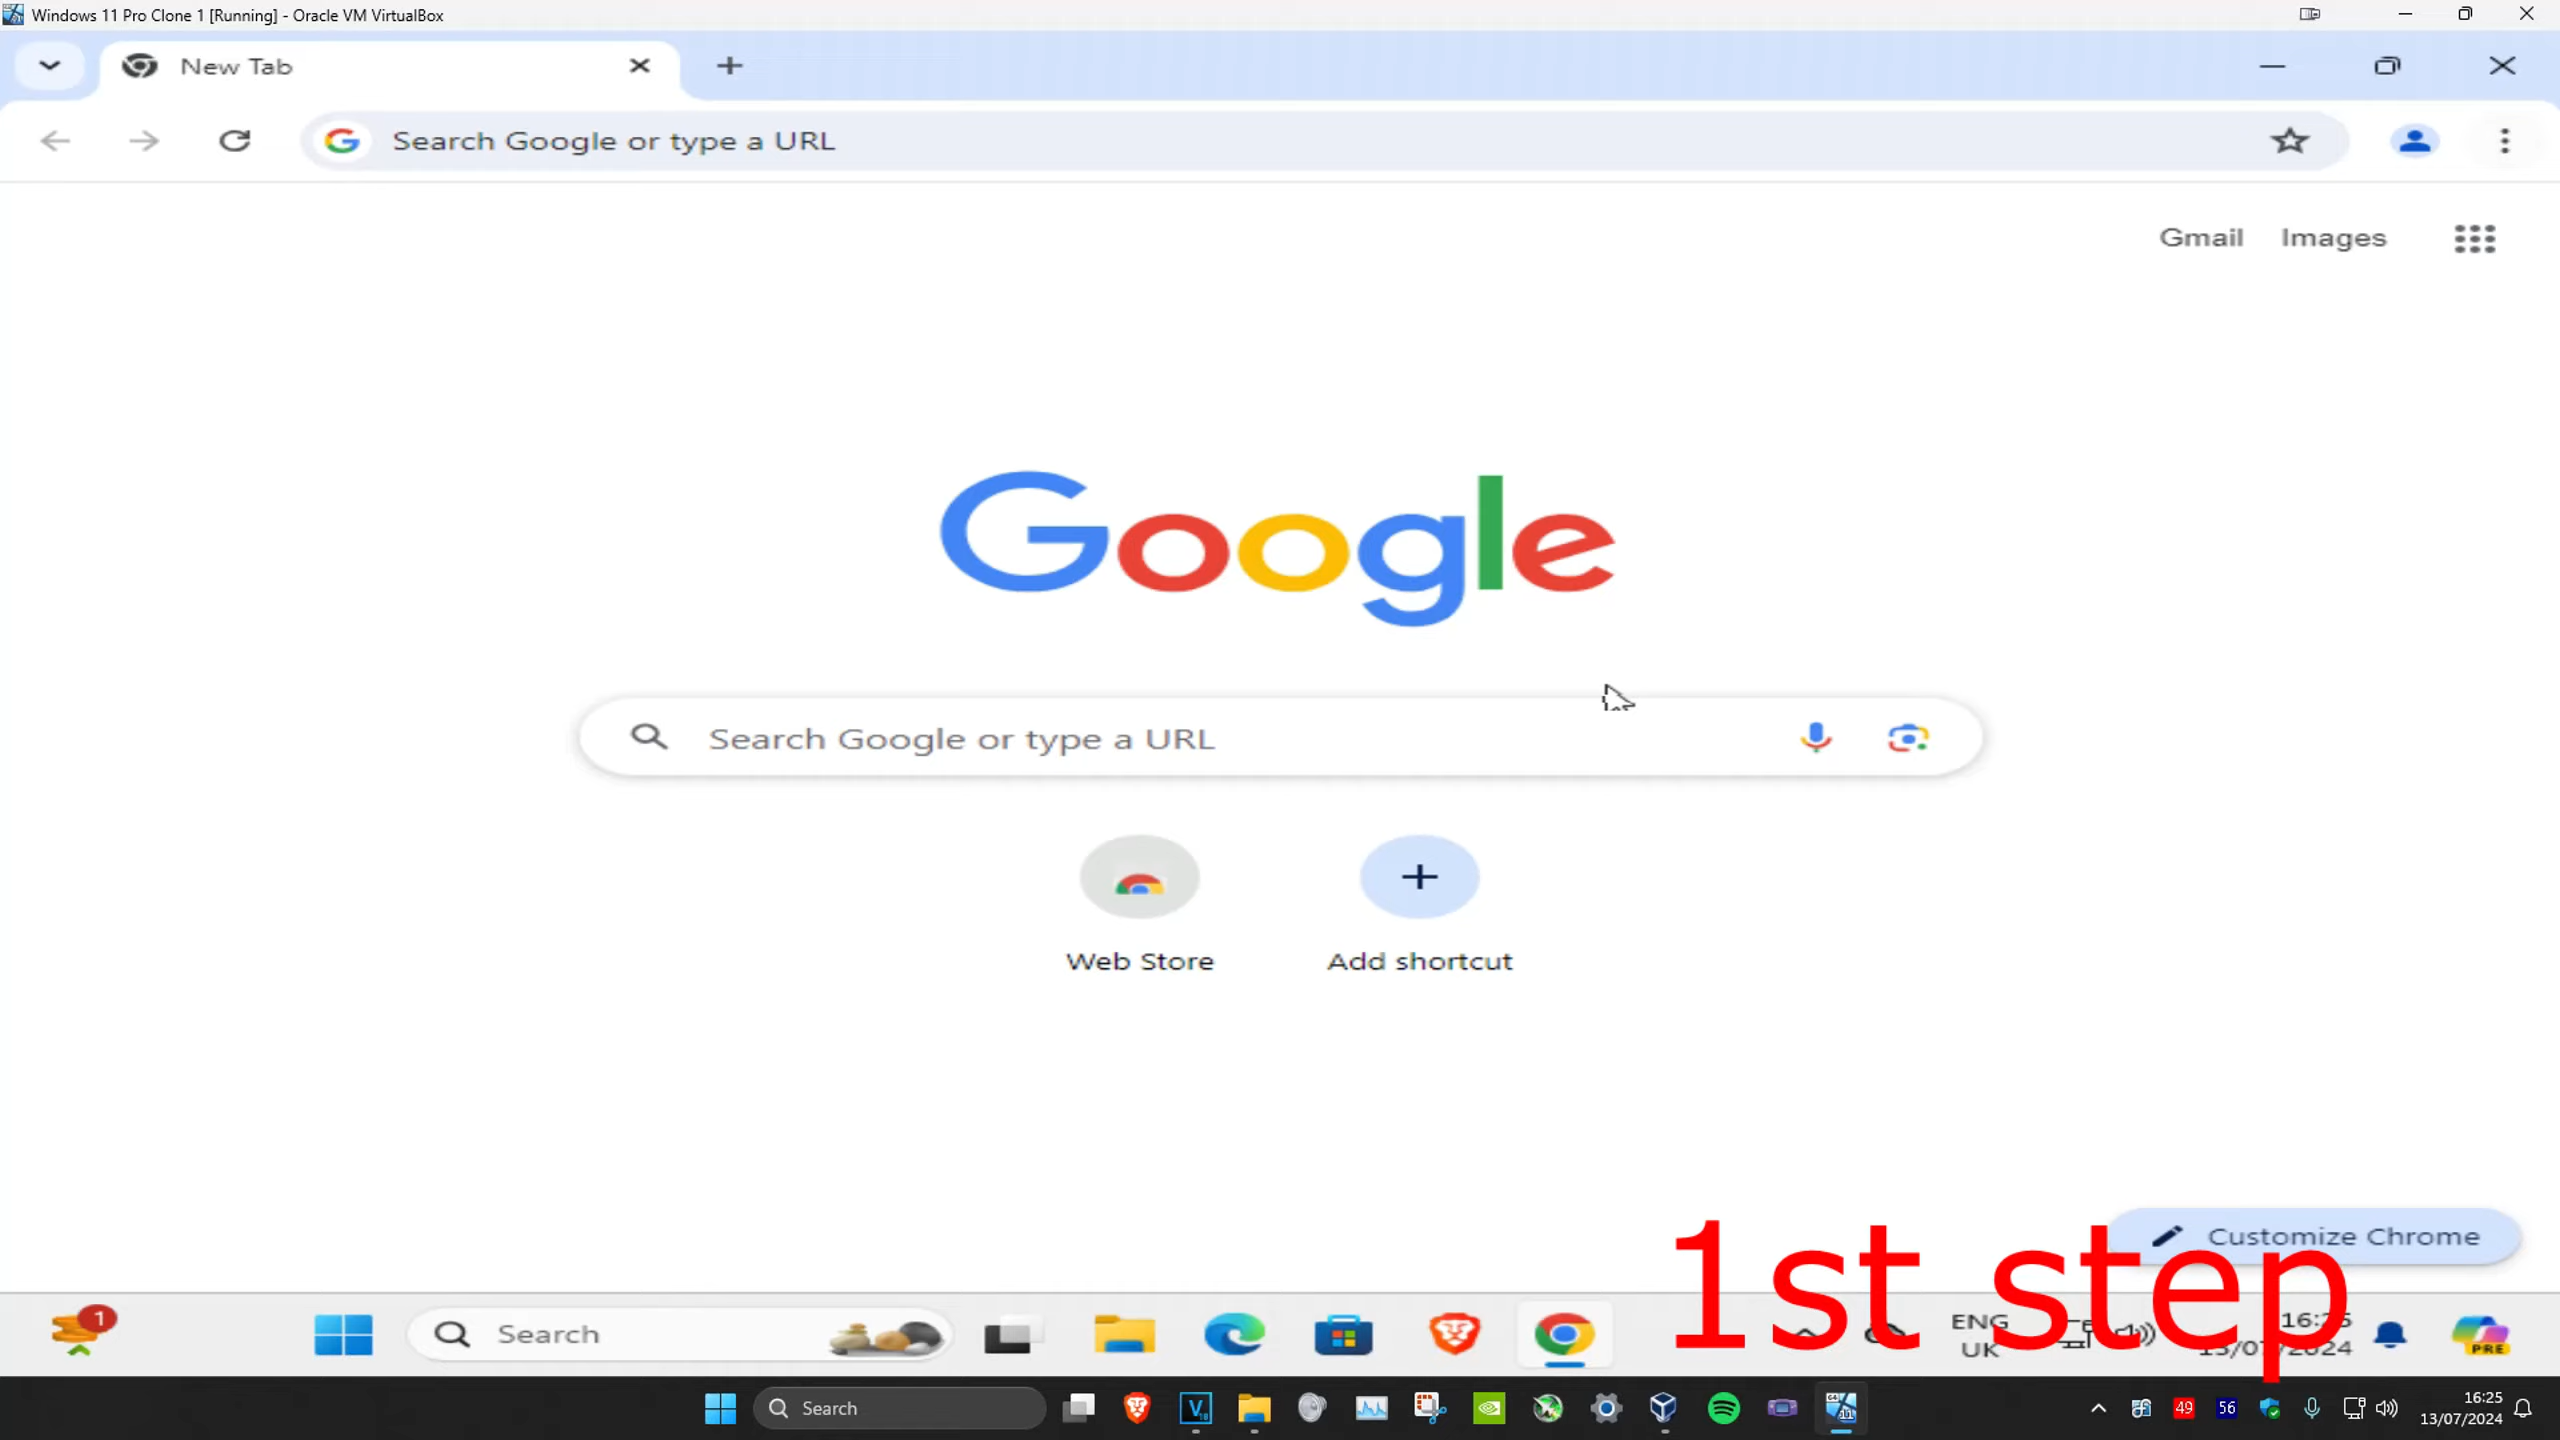 Windows 11 Pro Clone 1 [Running] - Oracle VM VirtualBox
New Tab
Search Google or type a URL
Gmail Images
Google
Search Google or type a URL
Web Store Add shortcut
Customize Chrome
1st step
1
Search
ENG
UK
PRE
Search
49 56
16:25
13/07/2024